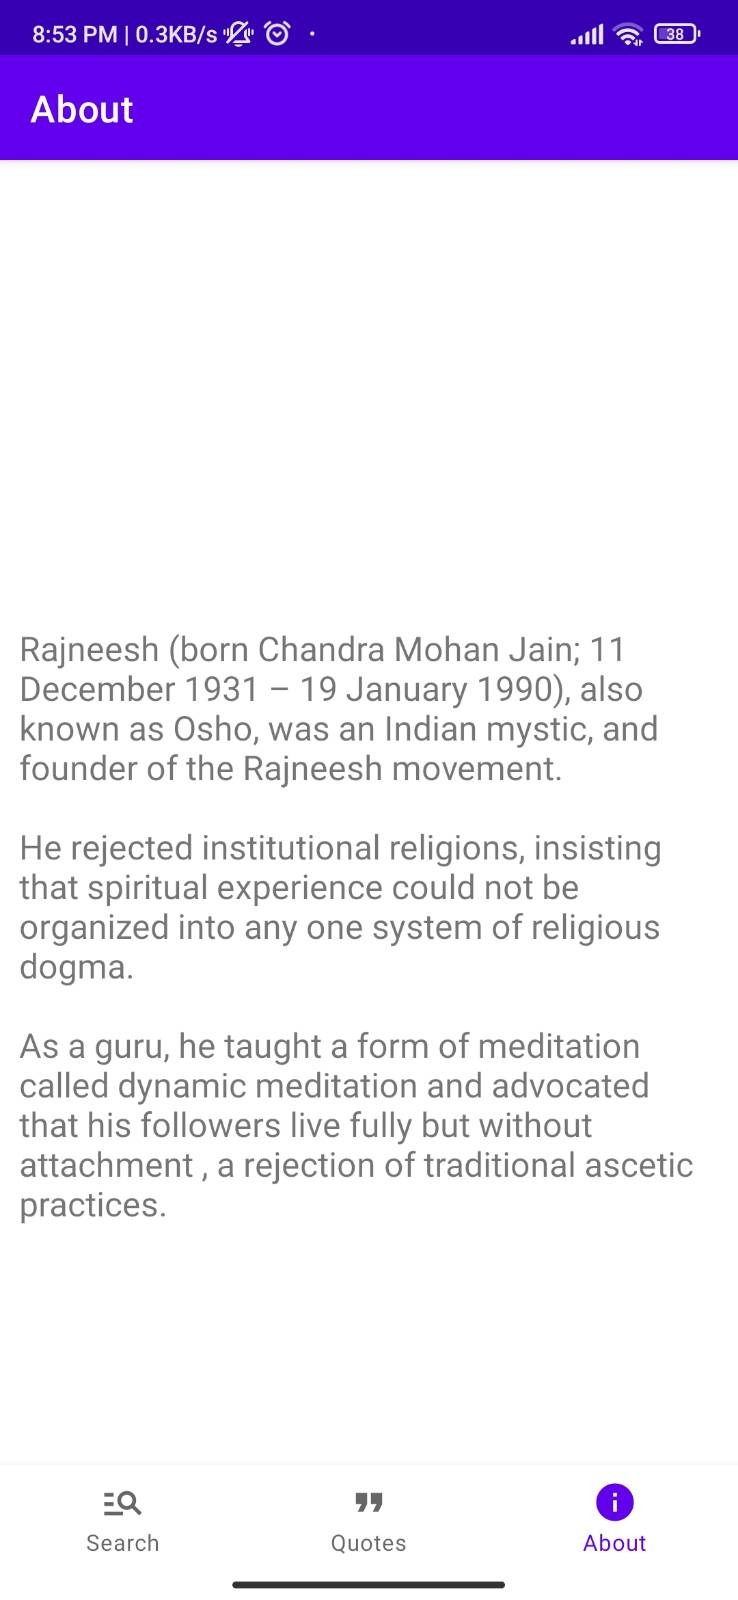 8:53 PM | 0.3KB/s
38
About
Rajneesh (born Chandra Mohan Jain; 11
December 1931 – 19 January 1990), also
known as Osho, was an Indian mystic, and
founder of the Rajneesh movement.
He rejected institutional religions, insisting
that spiritual experience could not be
organized into any one system of religious
dogma.
As a guru, he taught a form of meditation
called dynamic meditation and advocated
that his followers live fully but without
attachment , a rejection of traditional ascetic
practices.
Search
Quotes
About